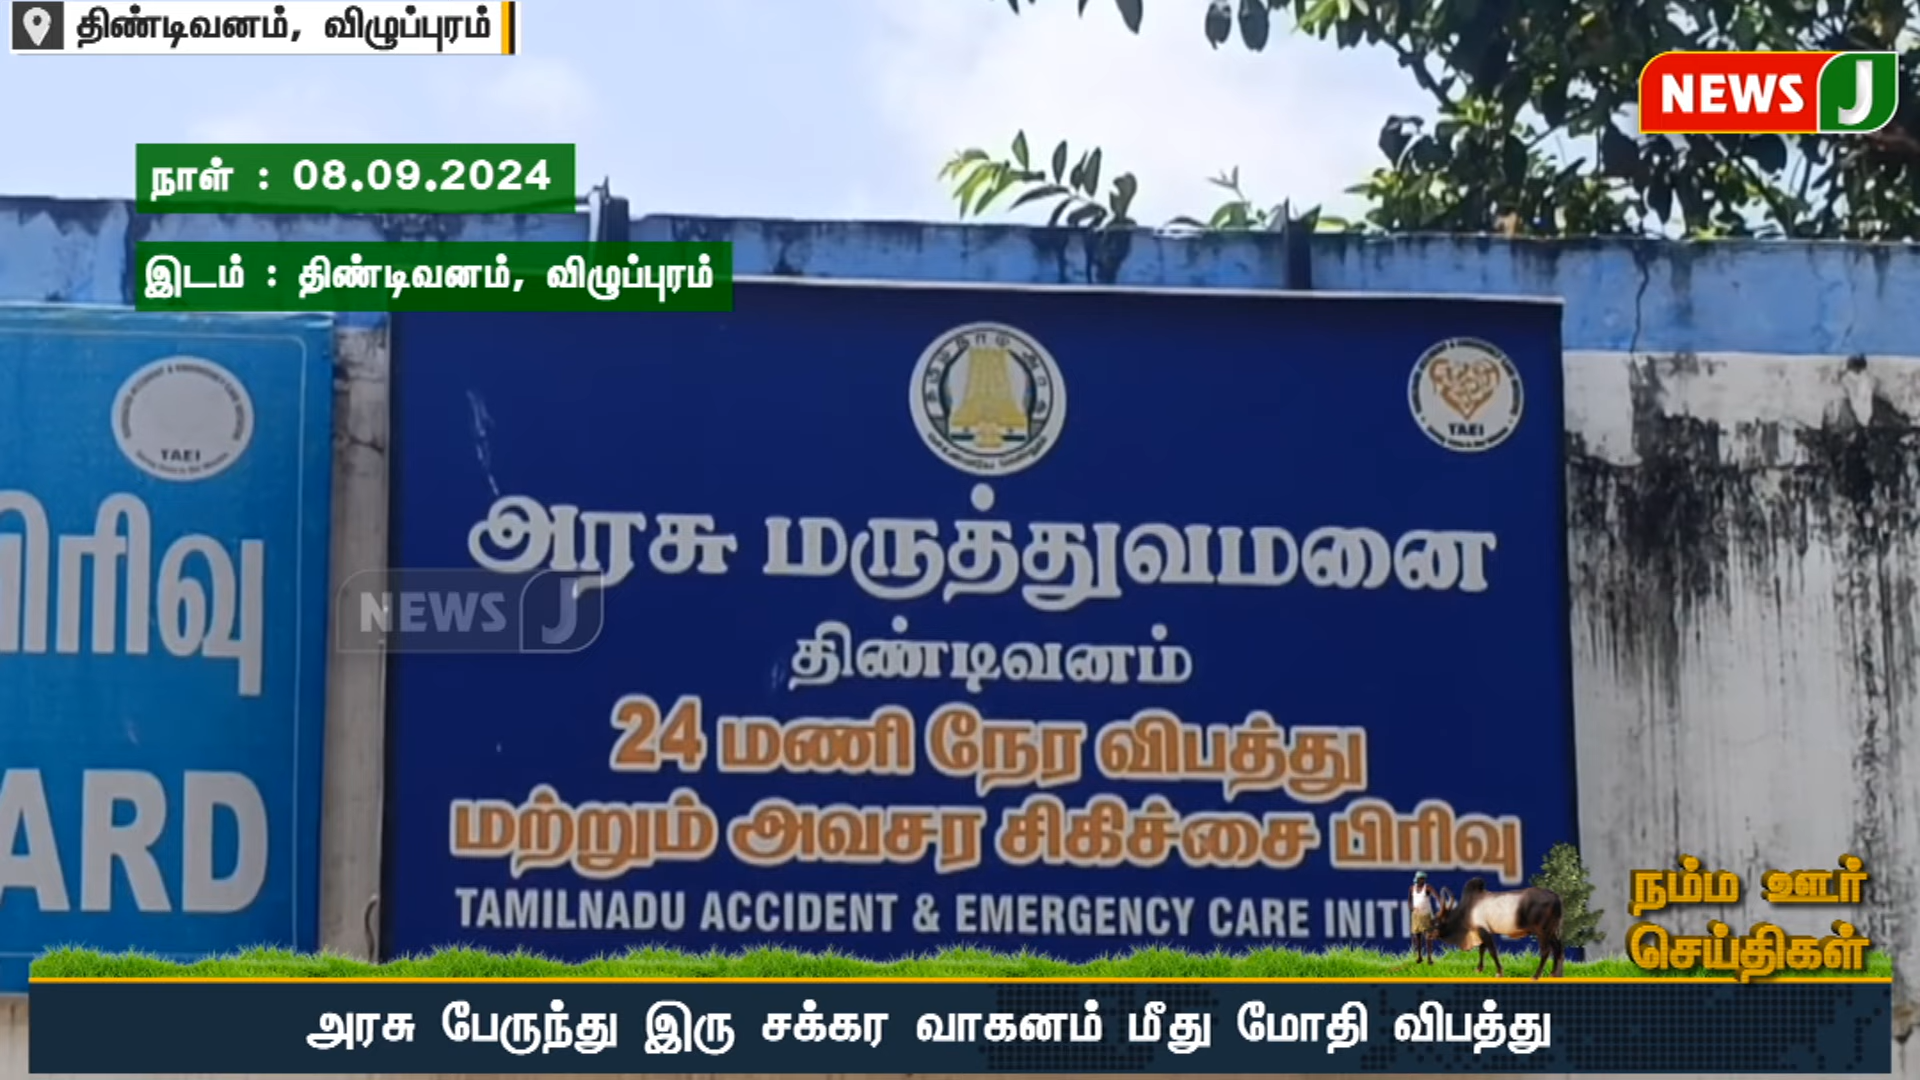 திண்டிவனம், விழுப்புரம்
NEWS J
நாள் : 08.09.2024
இடம் : திண்டிவனம், விழுப்புரம்
TAEI
TAEI
அரசு மருத்துவமனை
NEWS J
பிரிவு
திண்டிவனம்
24 மணி நேர விபத்து
மற்றும் அவசர சிகிச்சை பிரிவு
ARD
TAMILNADU ACCIDENT & EMERGENCY CARE INITI
நம்ம ஊர்
செய்திகள்
அரசு பேருந்து இரு சக்கர வாகனம் மீது மோதி விபத்து